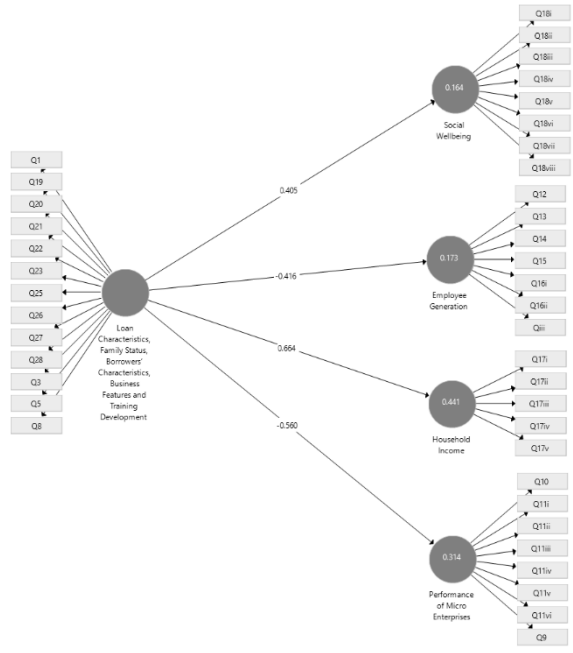 Q1
Q19
Q20
Q21
Q22
Q23
Q25
Q26
Q27
Q28
Q3
Q5
Q8
Loan
Characteristics,
Family Status,
Borrowers'
Characteristics,
Business
Features and
Training
Development
0.405
-0.416
0.664
-0.560
0.164
Social
Wellbeing
Q18i
Q18ii
Q18iii
Q18iv
Q18v
Q18vi
Q18vii
Q18viii
0.173
Employee
Generation
Q12
Q13
Q14
Q15
Q16i
Q16ii
Qiii
0.441
Household
Income
Q17i
Q17ii
Q17iii
Q17iv
Q17v
0.314
Performance
of Micro
Enterprises
Q10
Q11i
Q11ii
Q11iii
Q11iv
Q11v
Q11vi
Q9